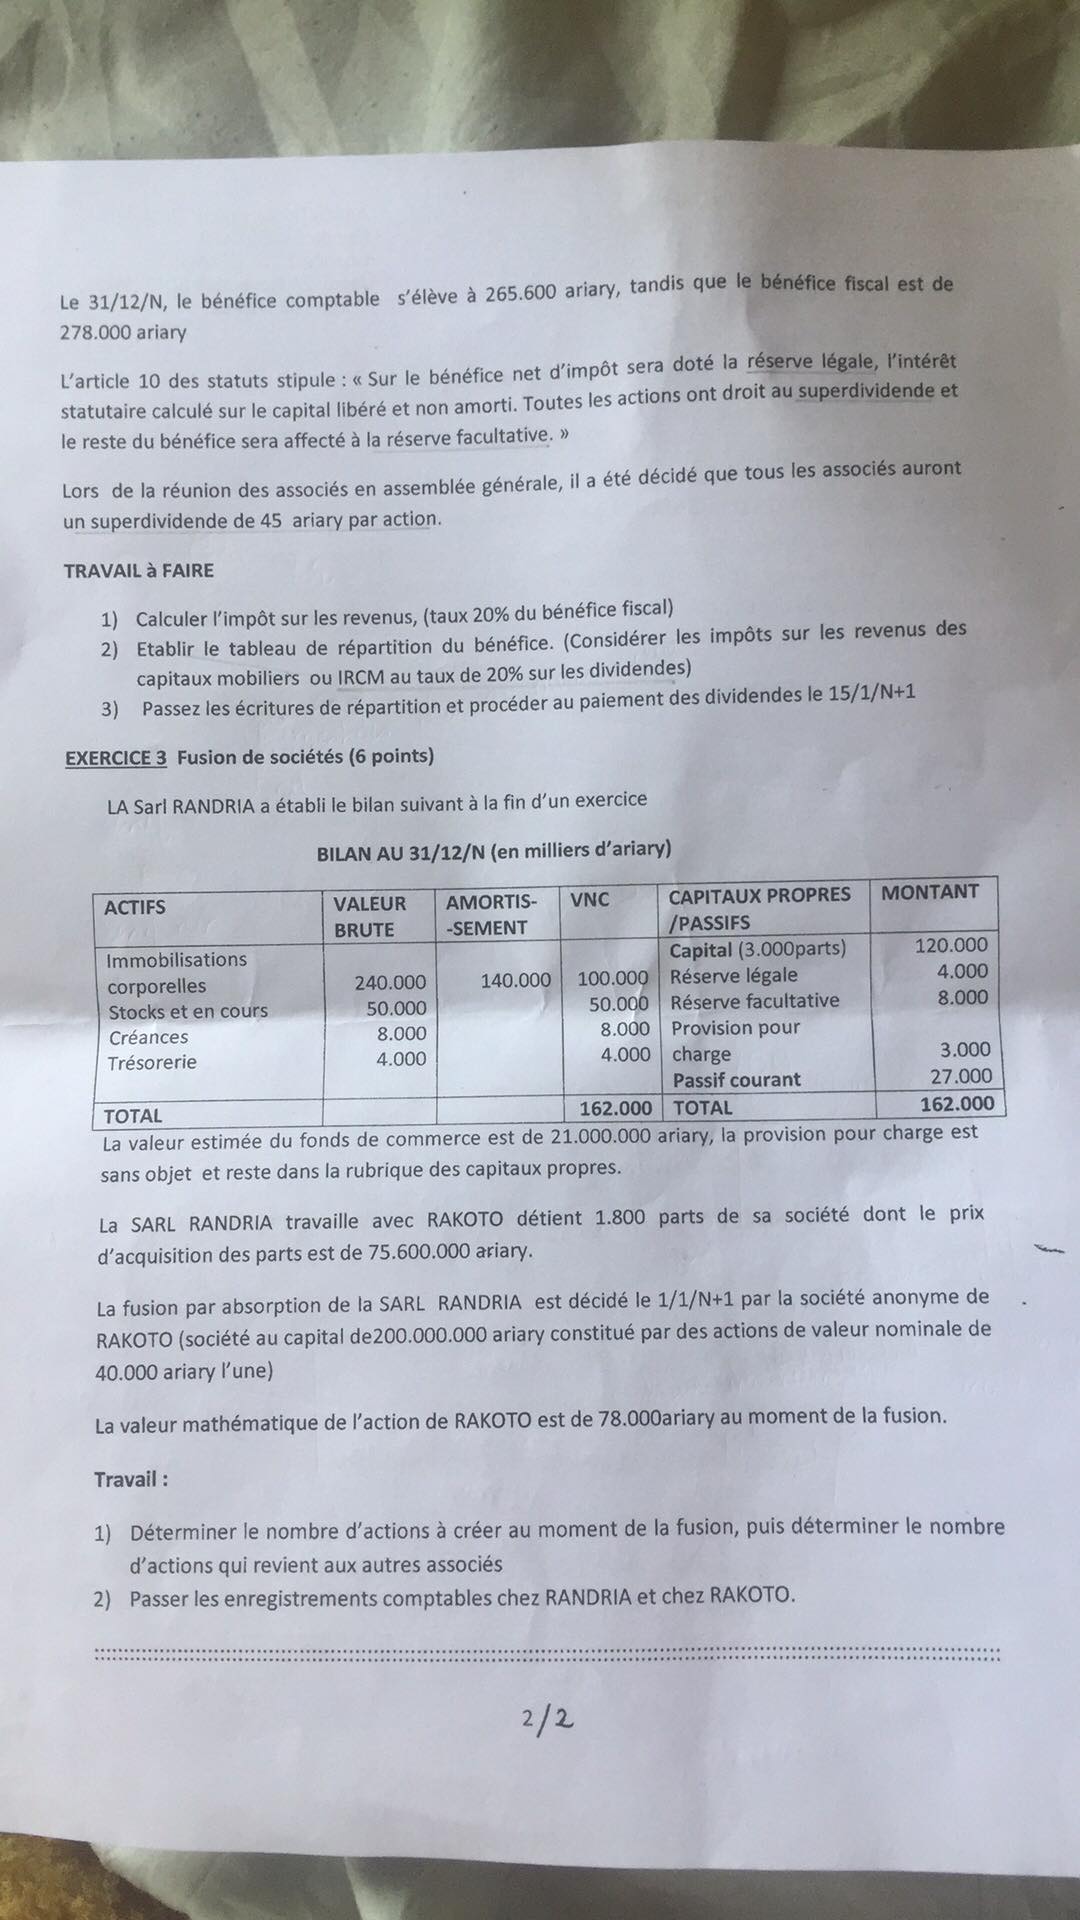 Le 31/12/N, le bénéfice comptable s'élève à 265.600 ariary, tandis que le bénéfice fiscal est de
278.000 ariary
L'article 10 des statuts stipule : « Sur le bénéfice net d'impôt sera doté la réserve légale, l'intérêt
statutaire calculé sur le capital libéré et non amorti. Toutes les actions ont droit au superdividende et
le reste du bénéfice sera affecté à la réserve facultative. »
Lors de la réunion des associés en assemblée générale, il a été décidé que tous les associés auront
un superdividende de 45 ariary par action.
TRAVAIL à FAIRE
1) Calculer l'impôt sur les revenus, (taux 20% du bénéfice fiscal)
2) Etablir le tableau de répartition du bénéfice. (Considérer les impôts sur les revenus des
capitaux mobiliers ou IRCM au taux de 20% sur les dividendes)
3) Passez les écritures de répartition et procéder au paiement des dividendes le 15/1/N+1
EXERCICE 3 Fusion de sociétés (6 points)
LA Sarl RANDRIA a établi le bilan suivant à la fin d'un exercice
BILAN AU 31/12/N (en milliers d'ariary)
ACTIFS VALEUR AMORTIS- VNC CAPITAUX PROPRES MONTANT
BRUTE -SEMENT /PASSIFS
Immobilisations Capital (3.000parts) 120.000
corporelles 240.000 140.000 100.000 Réserve légale 4.000
Stocks et en cours 50.000 50.000 Réserve facultative 8.000
Créances 8.000 8.000 Provision pour
Trésorerie 4.000 4.000 charge 3.000
Passif courant 27.000
TOTAL 162.000 TOTAL 162.000
La valeur estimée du fonds de commerce est de 21.000.000 ariary, la provision pour charge est
sans objet et reste dans la rubrique des capitaux propres.
La SARL RANDRIA travaille avec RAKOTO détient 1.800 parts de sa société dont le prix
d'acquisition des parts est de 75.600.000 ariary.
La fusion par absorption de la SARL RANDRIA est décidé le 1/1/N+1 par la société anonyme de
RAKOTO (société au capital de200.000.000 ariary constitué par des actions de valeur nominale de
40.000 ariary l'une)
La valeur mathématique de l'action de RAKOTO est de 78.000ariary au moment de la fusion.
Travail :
1) Déterminer le nombre d'actions à créer au moment de la fusion, puis déterminer le nombre
d'actions qui revient aux autres associés
2) Passer les enregistrements comptables chez RANDRIA et chez RAKOTO.
2/2